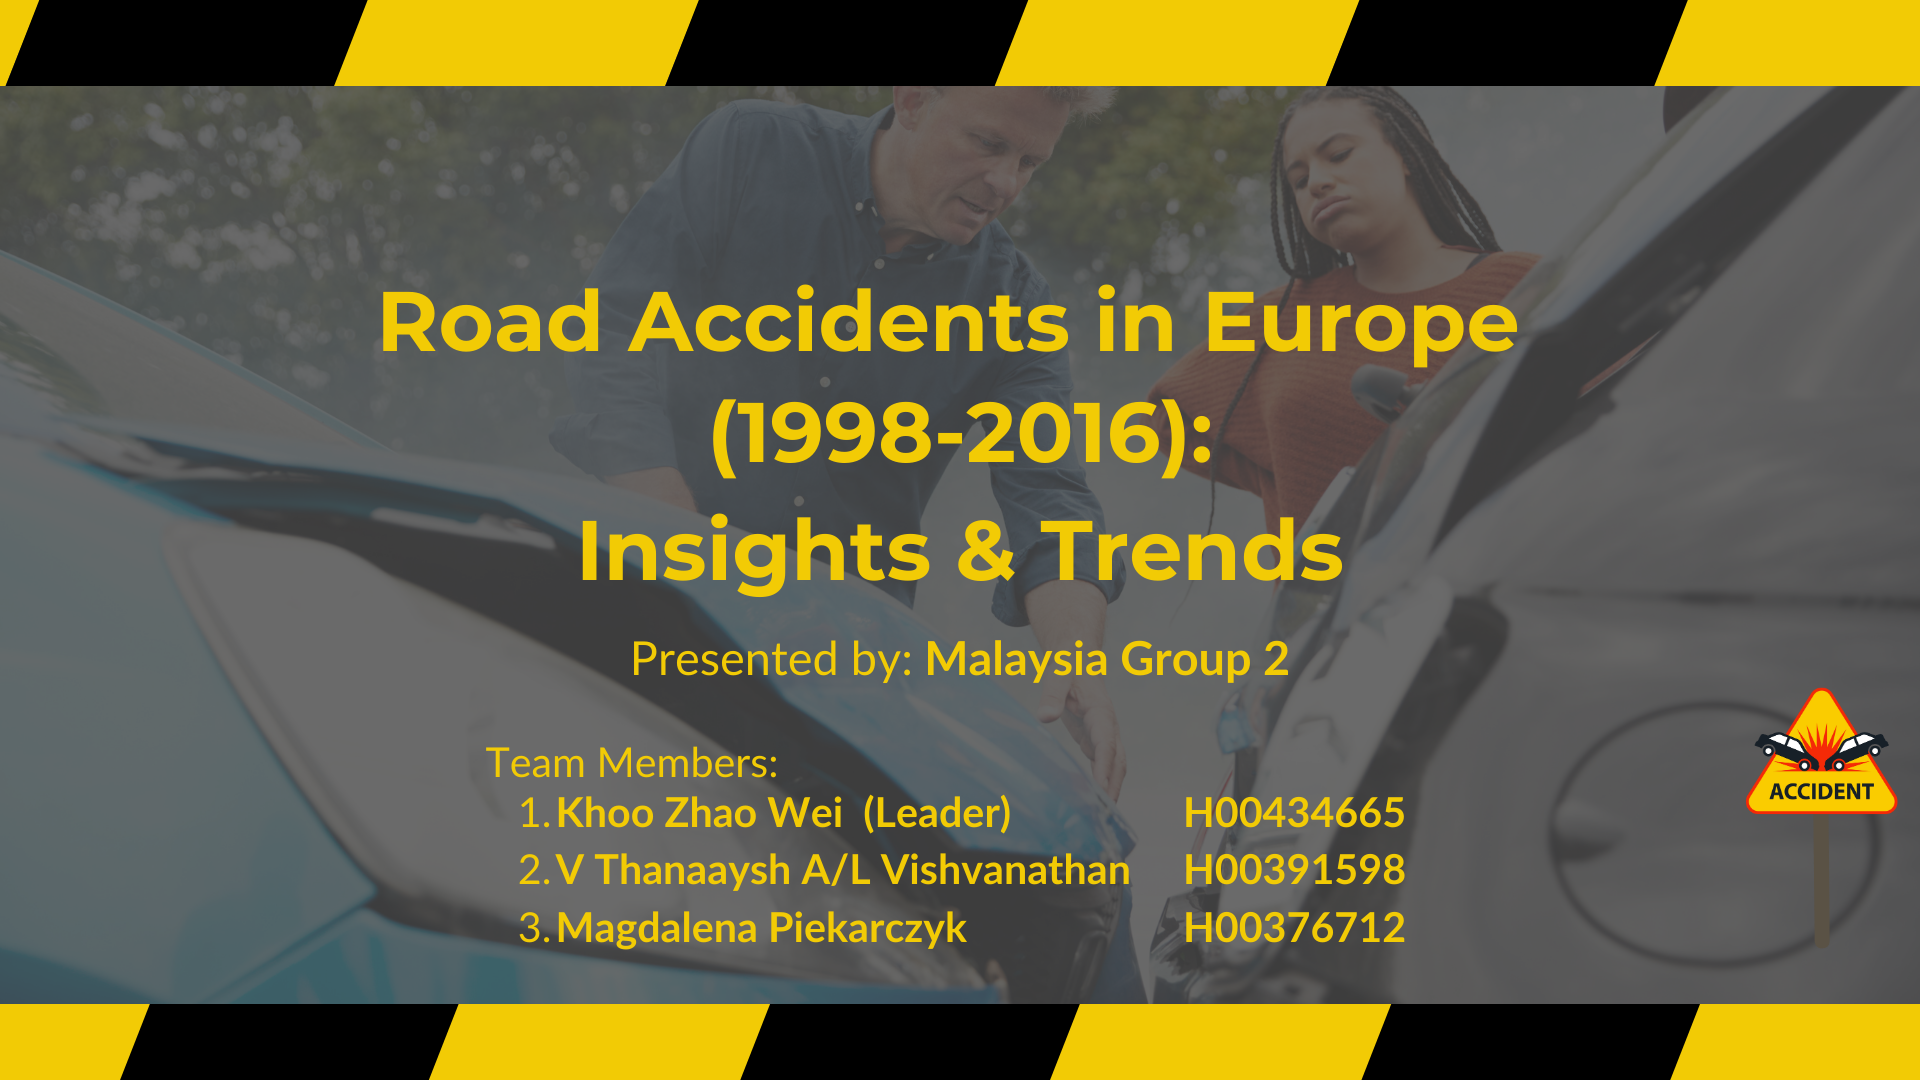 Road Accidents in Europe
(1998-2016):
Insights & Trends
Presented by: Malaysia Group 2
Team Members:
1. Khoo Zhao Wei (Leader) H00434665
2. V Thanaaysh A/L Vishvanathan H00391598
3. Magdalena Piekarczyk H00376712
ACCIDENT